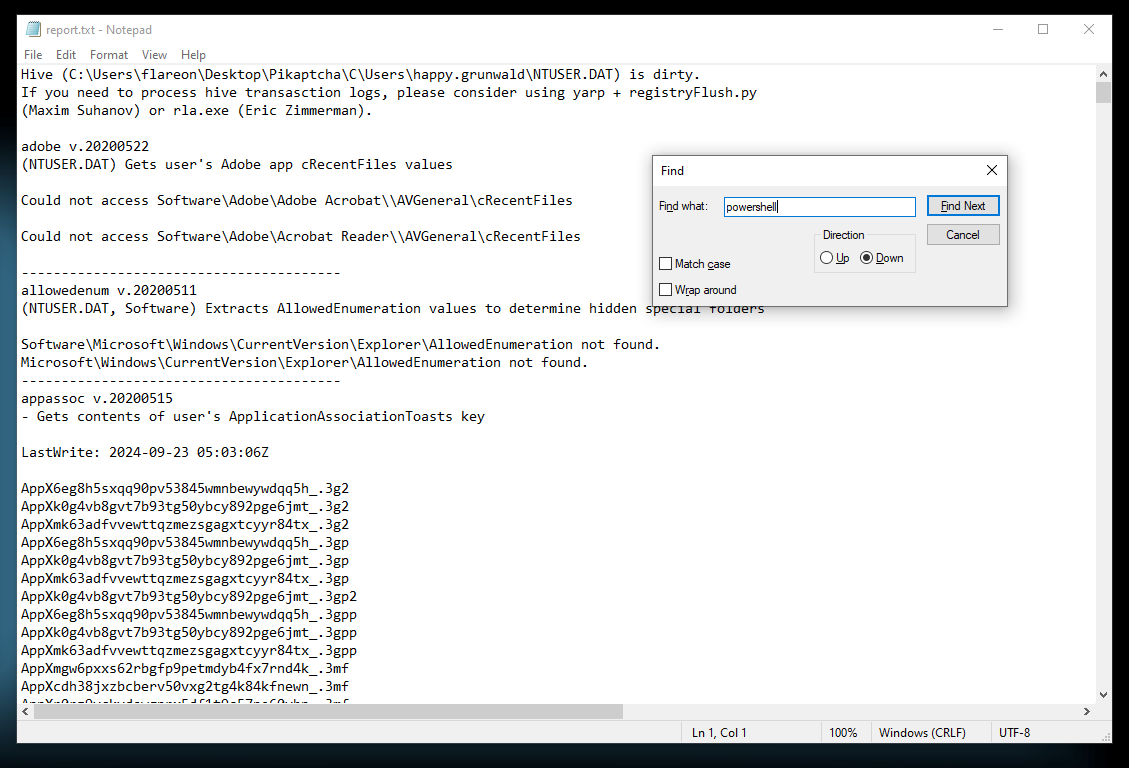 report.txt - Notepad
File Edit Format View Help
Hive (C:\Users\flareon\Desktop\Pikaptcha\C\Users\happy.grunwald\NTUSER.DAT) is dirty.
If you need to process hive transasction logs, please consider using yarp + registryFlush.py
(Maxim Suhanov) or rla.exe (Eric Zimmerman).
adobe v.20200522
(NTUSER.DAT) Gets user's Adobe app cRecentFiles values
Could not access Software\Adobe\Adobe Acrobat\\AVGeneral\cRecentFiles
Could not access Software\Adobe\Acrobat Reader\\AVGeneral\cRecentFiles
----------------------------------------
allowedenum v.20200511
(NTUSER.DAT, Software) Extracts AllowedEnumeration values to determine hidden special folders
Software\Microsoft\Windows\CurrentVersion\Explorer\AllowedEnumeration not found.
Microsoft\Windows\CurrentVersion\Explorer\AllowedEnumeration not found.
----------------------------------------
appassoc v.20200515
- Gets contents of user's ApplicationAssociationToasts key
LastWrite: 2024-09-23 05:03:06Z
AppX6eg8h5sxqq90pv53845wmnbewywdqq5h_.3g2
AppXk0g4vb8gvt7b93tg50ybcy892pge6jmt_.3g2
AppXmk63adfvvewttqzmezsgagxtcyyr84tx_.3g2
AppX6eg8h5sxqq90pv53845wmnbewywdqq5h_.3gp
AppXk0g4vb8gvt7b93tg50ybcy892pge6jmt_.3gp
AppXmk63adfvvewttqzmezsgagxtcyyr84tx_.3gp
AppXk0g4vb8gvt7b93tg50ybcy892pge6jmt_.3gp2
AppX6eg8h5sxqq90pv53845wmnbewywdqq5h_.3gpp
AppXk0g4vb8gvt7b93tg50ybcy892pge6jmt_.3gpp
AppXmk63adfvvewttqzmezsgagxtcyyr84tx_.3gpp
AppXmgw6pxxs62rbgfp9petmdyb4fx7rnd4k_.3mf
AppXcdh38jxzbcberv50vxg2tg4k84kfnewn_.3mf
Find
Find what: powershell
Find Next
Direction
Cancel
Up Down
Match case
Wrap around
Ln 1, Col 1 100% Windows (CRLF) UTF-8